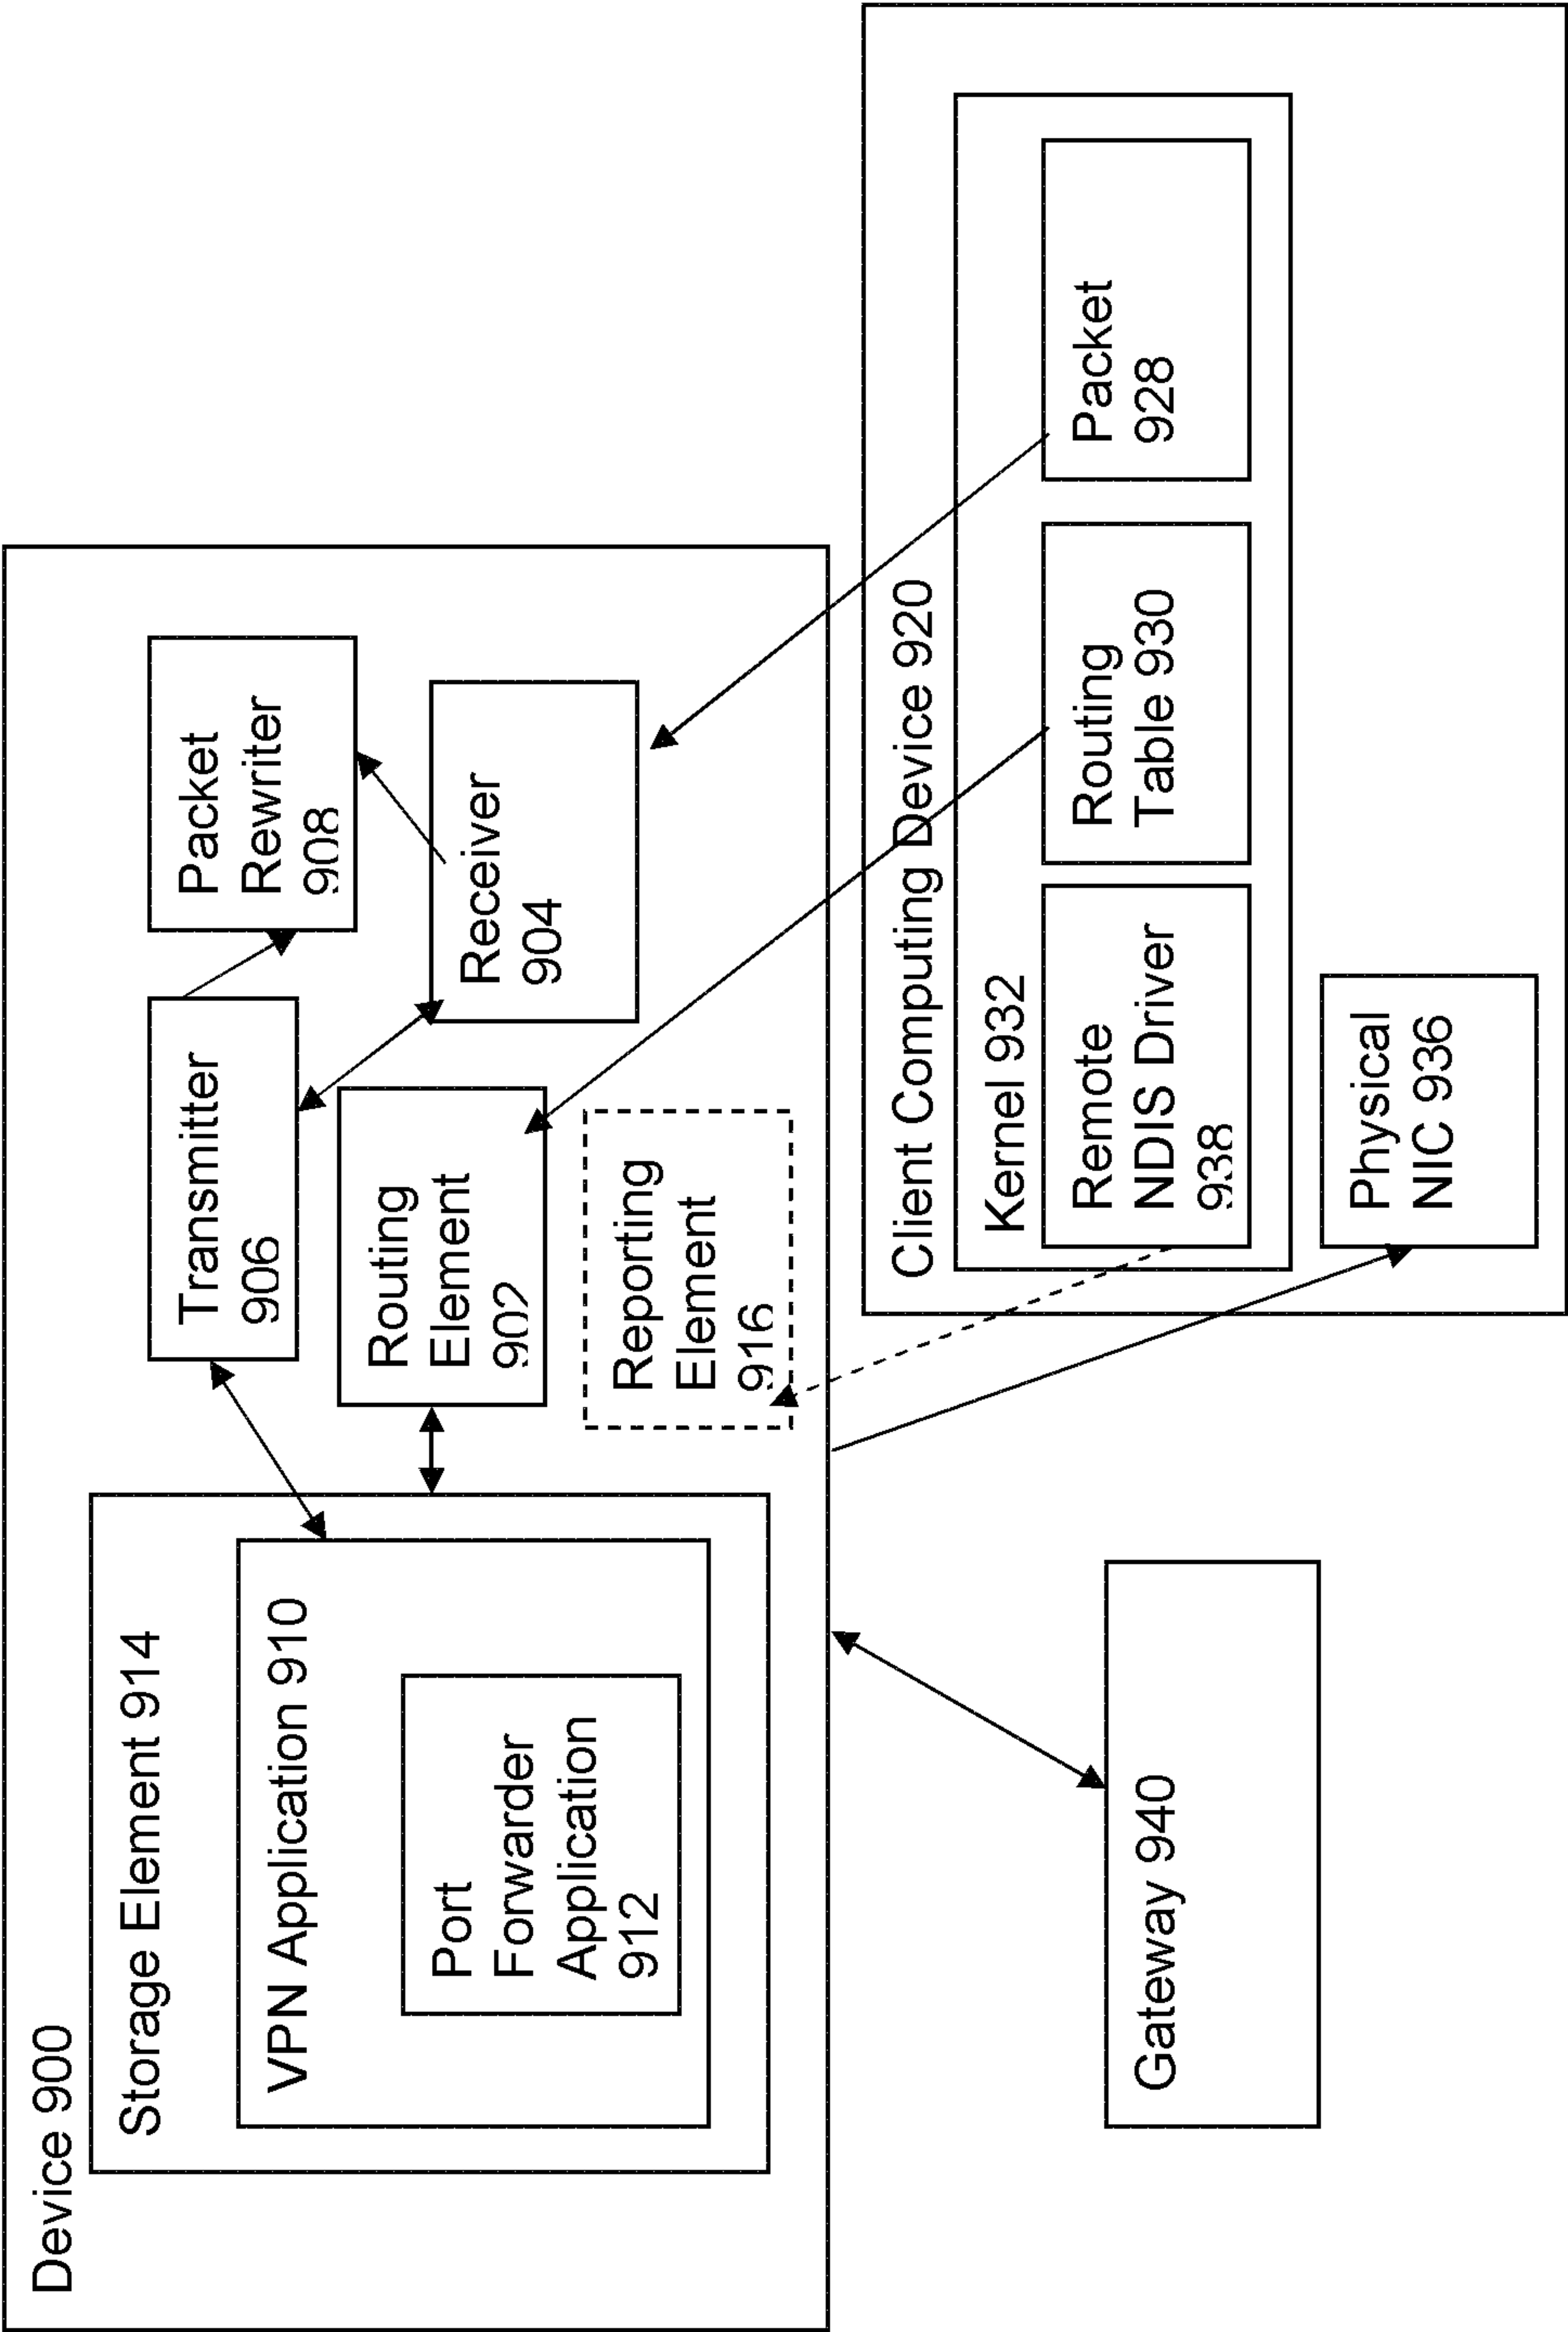 Device 900
Storage Element 914
VPN Application 910
Port
Forwarder
Application
912
Transmitter
906
Packet
Rewriter
908
Routing
Element
902
Receiver
904
Reporting
Element
916
Gateway 940
Client Computing Device 920
Kernel 932
Remote
NDIS Driver
938
Routing
Table 930
Packet
928
Physical
NIC 936